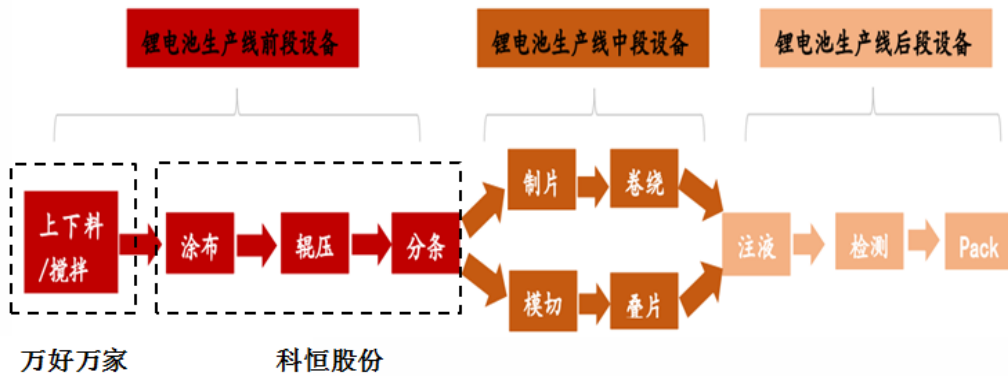 锂电池生产线前段设备
锂电池生产线中段设备
锂电池生产线后段设备
上下料
/搅拌
涂布
辊压
分条
制片
卷绕
模切
叠片
注液
检测
Pack
万好万家
科恒股份